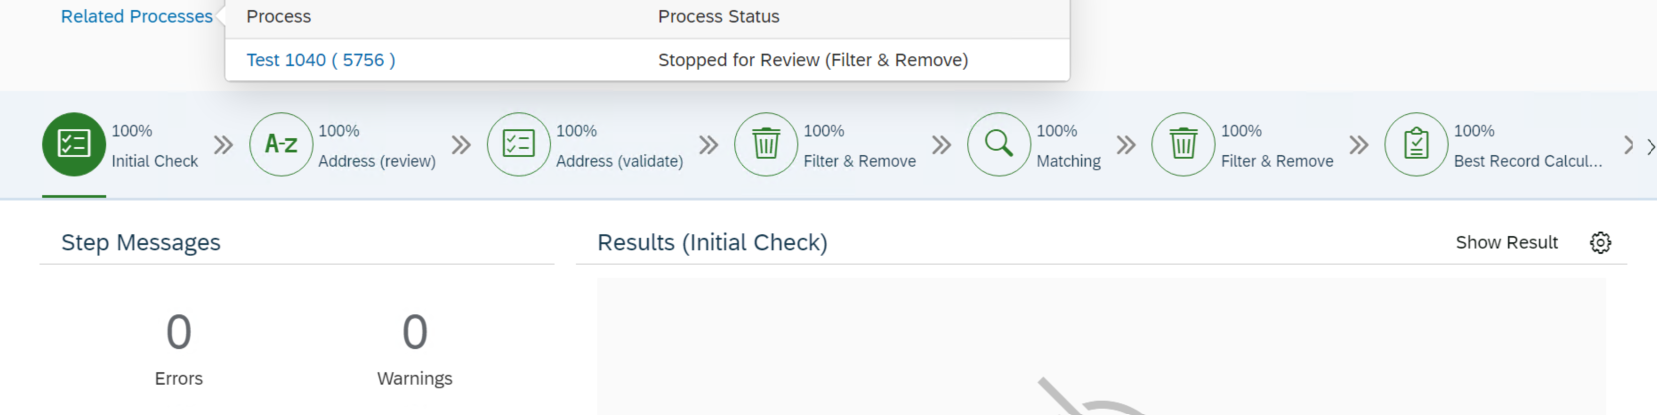 Related Processes
Process Process Status
Test 1040 ( 5756 ) Stopped for Review (Filter & Remove)
100% Initial Check
A-z 100% Address (review)
100% Address (validate)
100% Filter & Remove
100% Matching
100% Filter & Remove
100% Best Record Calcul...
Step Messages
Results (Initial Check) Show Result
0 0
Errors Warnings